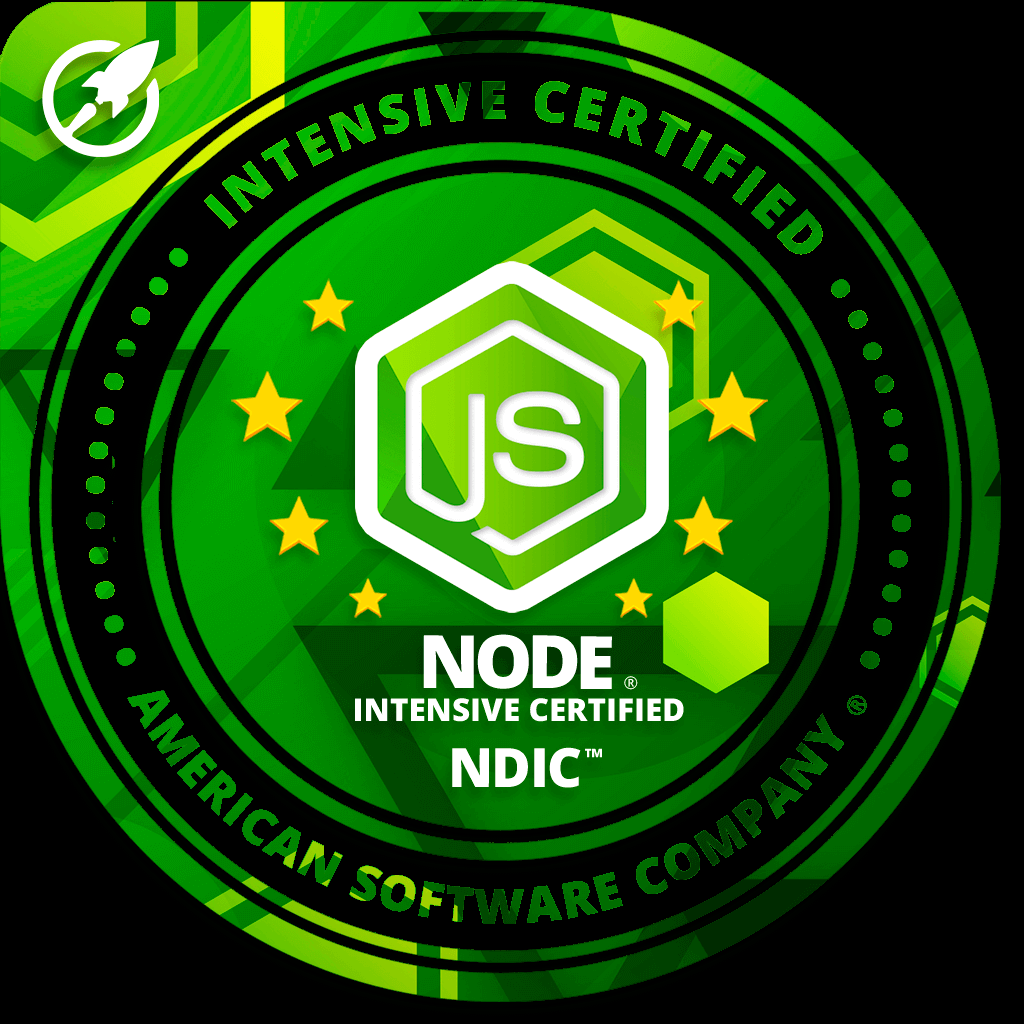 INTENSIVE CERTIFIED
JS
NODE ®
INTENSIVE CERTIFIED
NDIC™
AMERICAN SOFTWARE COMPANY ®